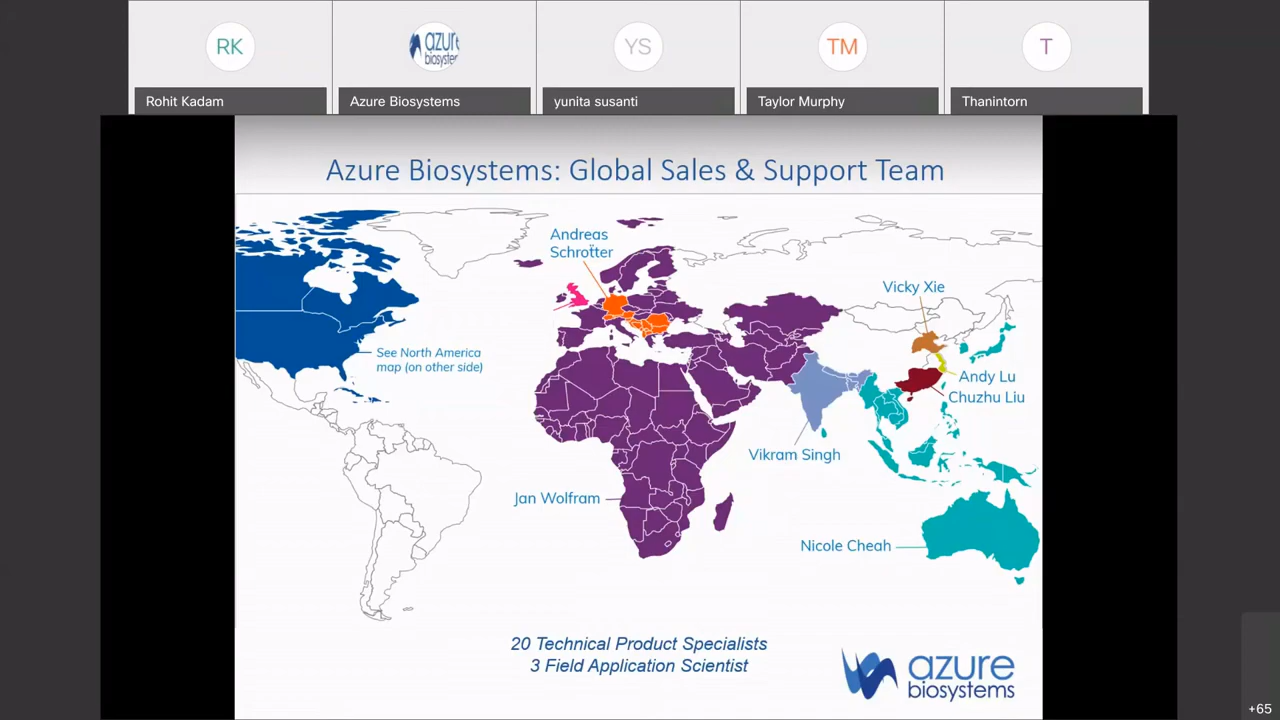 RK
azure
biosystems
YS
TM
T
Rohit Kadam
Azure Biosystems
yunita susanti
Taylor Murphy
Thanintorn
Azure Biosystems: Global Sales & Support Team
Andreas
Schrötter
Vicky Xie
See North America
map (on other side)
Andy Lu
Chuzhu Liu
Vikram Singh
Jan Wolfram
Nicole Cheah
20 Technical Product Specialists
3 Field Application Scientist
azure
biosystems
+65